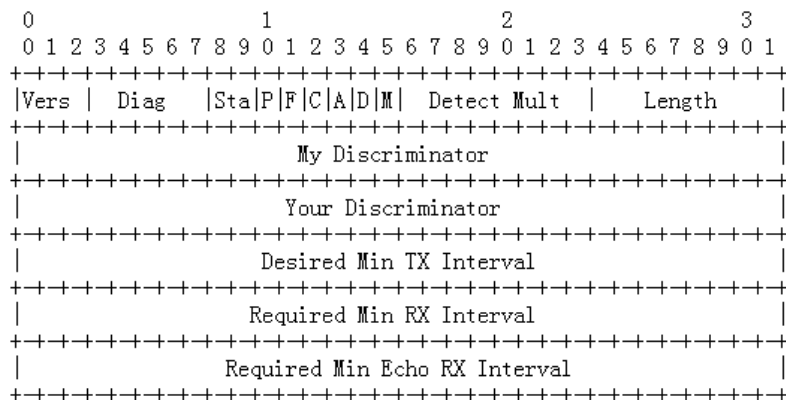 0                   1                   2                   3
0 1 2 3 4 5 6 7 8 9 0 1 2 3 4 5 6 7 8 9 0 1 2 3 4 5 6 7 8 9 0 1
+-+-+-+-+-+-+-+-+-+-+-+-+-+-+-+-+-+-+-+-+-+-+-+-+-+-+-+-+-+-+-+-+
|Vers |  Diag   |Sta|P|F|C|A|D|M|  Detect Mult  |    Length     |
+-+-+-+-+-+-+-+-+-+-+-+-+-+-+-+-+-+-+-+-+-+-+-+-+-+-+-+-+-+-+-+-+
|                       My Discriminator                        |
+-+-+-+-+-+-+-+-+-+-+-+-+-+-+-+-+-+-+-+-+-+-+-+-+-+-+-+-+-+-+-+-+
|                      Your Discriminator                       |
+-+-+-+-+-+-+-+-+-+-+-+-+-+-+-+-+-+-+-+-+-+-+-+-+-+-+-+-+-+-+-+-+
|                    Desired Min TX Interval                    |
+-+-+-+-+-+-+-+-+-+-+-+-+-+-+-+-+-+-+-+-+-+-+-+-+-+-+-+-+-+-+-+-+
|                   Required Min RX Interval                    |
+-+-+-+-+-+-+-+-+-+-+-+-+-+-+-+-+-+-+-+-+-+-+-+-+-+-+-+-+-+-+-+-+
|                 Required Min Echo RX Interval                 |
+-+-+-+-+-+-+-+-+-+-+-+-+-+-+-+-+-+-+-+-+-+-+-+-+-+-+-+-+-+-+-+-+